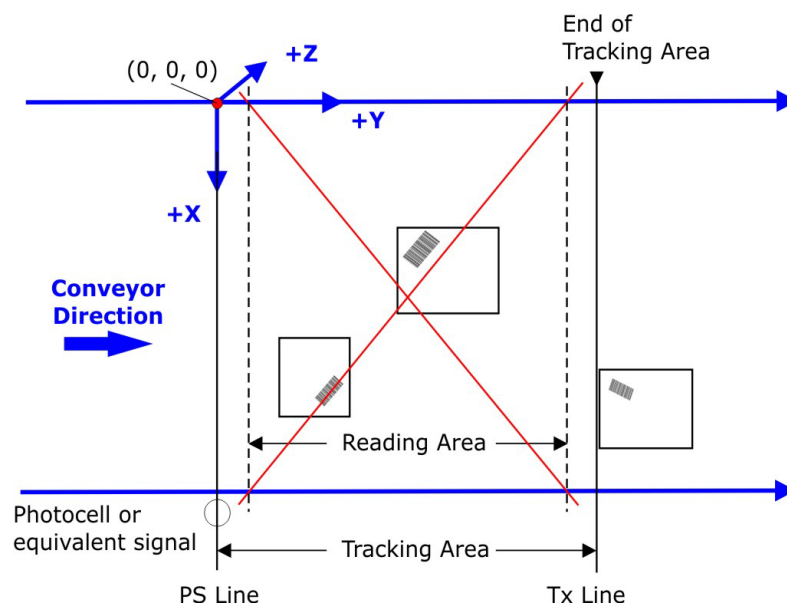 End of
Tracking Area
+Z
(0, 0, 0)
+Y
+X
Conveyor
Direction
Reading Area
Photocell or
equivalent signal
Tracking Area
PS Line
Tx Line